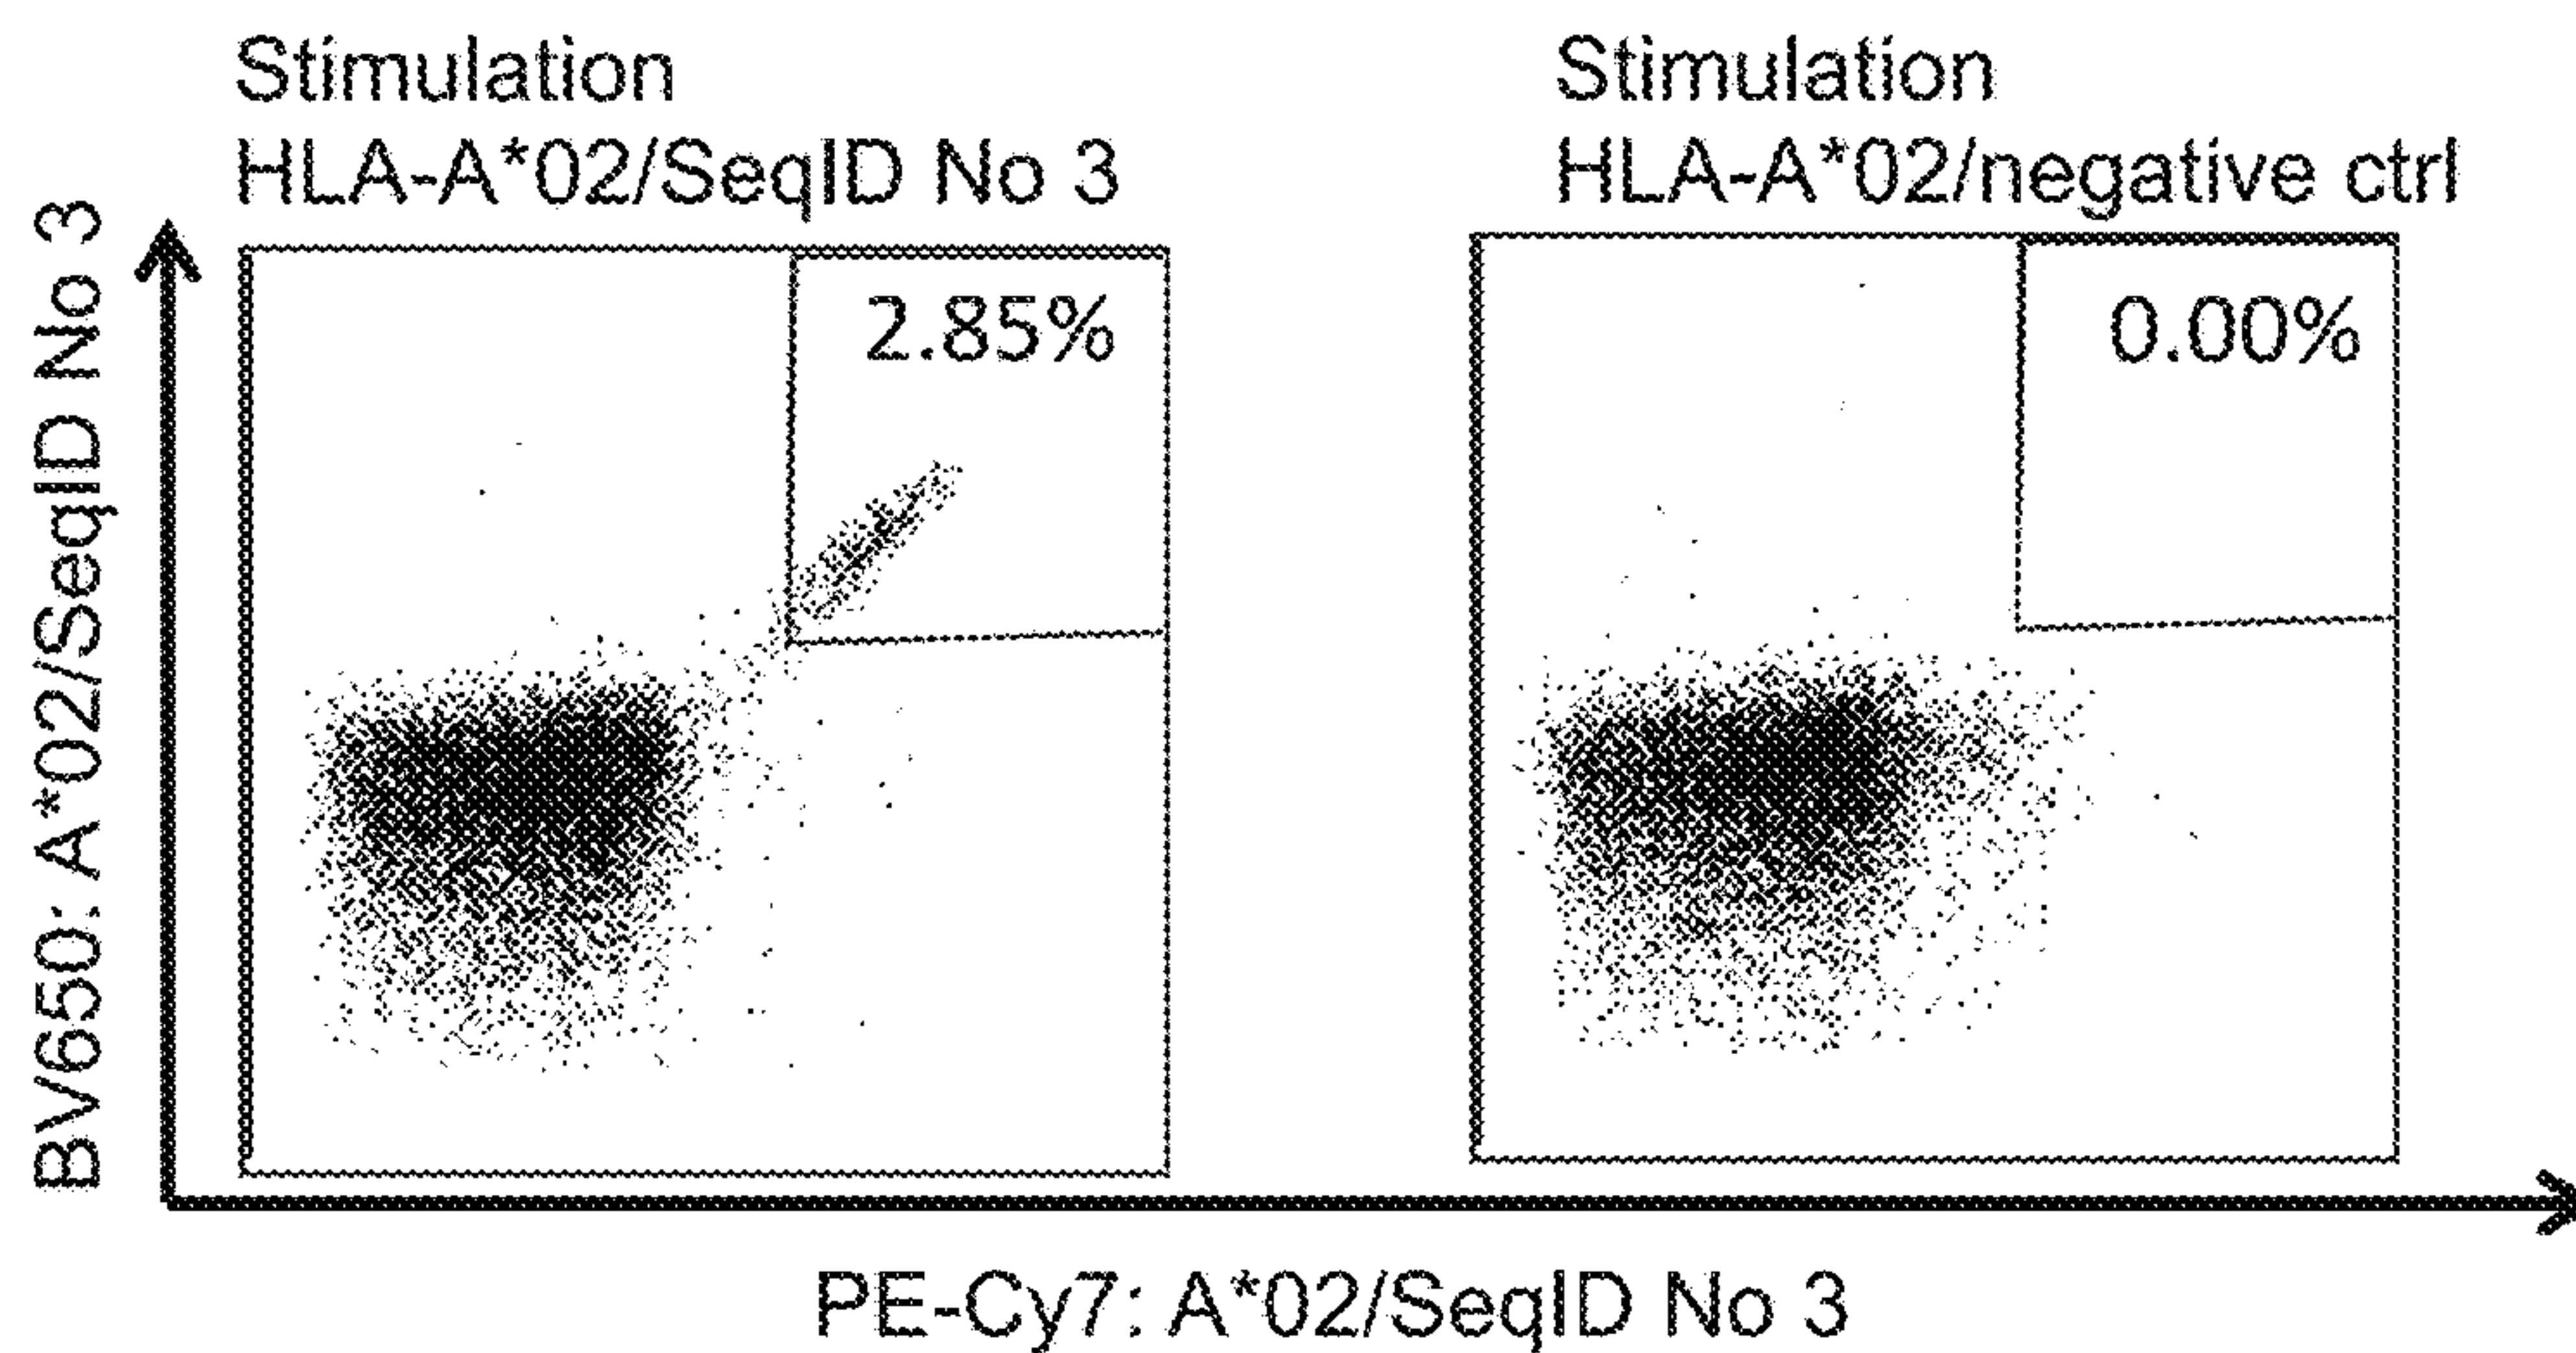 Stimulation
HLA-A*02/SeqID No 3
Stimulation
HLA-A*02/negative ctrl
BV650: A*02/SeqID No 3
2.85%
0.00%
PE-Cy7: A*02/SeqID No 3